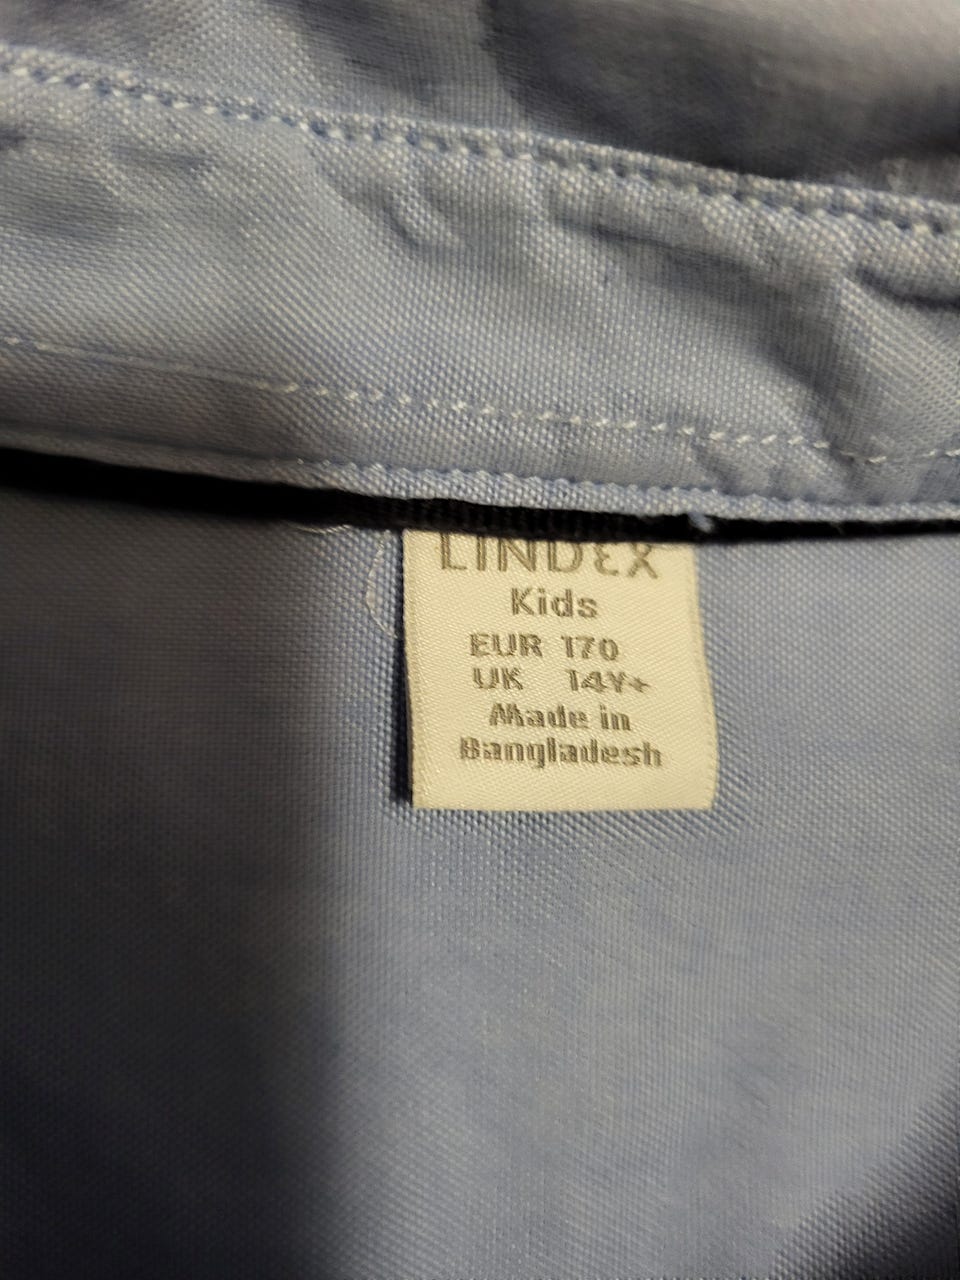 LINDEX
Kids
EUR 170
UK 14Y+
Made in
Bangladesh